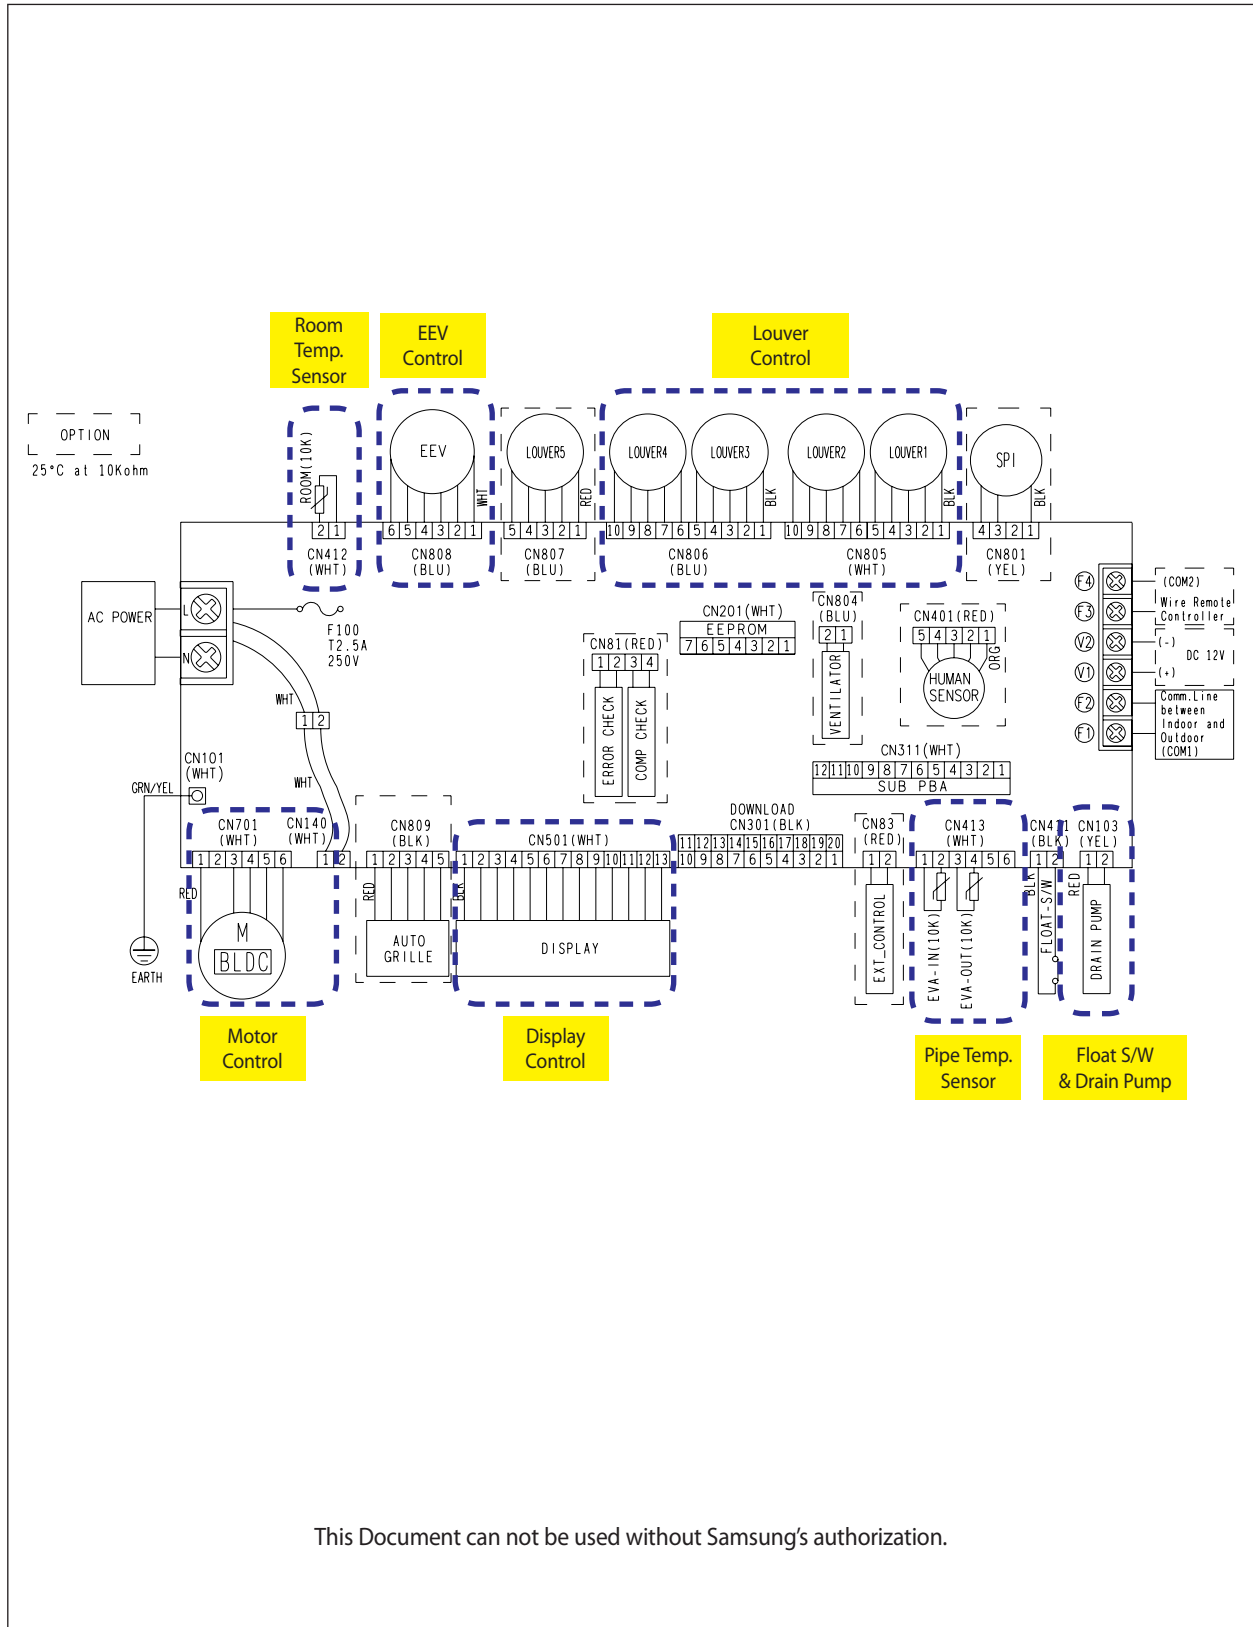 Room
Temp.
Sensor
EEV
Control
Louver
Control
OPTION
25°C at 10Kohm
ROOM(10K)
EEV
WHT
LOUVER5
RED
LOUVER4
LOUVER3
BLK
LOUVER2
LOUVER1
BLK
SPI
BLK
2 1
6 5 4 3 2 1
5 4 3 2 1
10 9 8 7 6 5 4 3 2 1
10 9 8 7 6 5 4 3 2 1
4 3 2 1
CN412
(WHT)
CN808
(BLU)
CN807
(BLU)
CN806
(BLU)
CN805
(WHT)
CN801
(YEL)
AC POWER
L
N
F100
T2.5A
250V
WHT
1 2
WHT
CN81(RED)
1 2 3 4
ERROR CHECK
COMP CHECK
CN201(WHT)
EEPROM
7 6 5 4 3 2 1
CN804
(BLU)
2 1
VENTILATOR
CN401(RED)
5 4 3 2 1
ORG
HUMAN
SENSOR
F4
(COM2)
F3
Wire Remote
Controller
V2
(-)
DC 12V
V1
(+)
F2
F1
Comm.Line
between
Indoor and
Outdoor
(COM1)
CN311(WHT)
12 11 10 9 8 7 6 5 4 3 2 1
SUB PBA
CN101
(WHT)
GRN/YEL
EARTH
CN701
(WHT)
CN140
(WHT)
1 2 3 4 5 6
1 2
RED
M
BLDC
CN809
(BLK)
1 2 3 4 5
RED
AUTO
GRILLE
CN501(WHT)
1 2 3 4 5 6 7 8 9 10 11 12 13
BLK
DISPLAY
DOWNLOAD
CN301(BLK)
11 12 13 14 15 16 17 18 19 20
10 9 8 7 6 5 4 3 2 1
CN83
(RED)
1 2
EXT_CONTROL
CN413
(WHT)
1 2 3 4 5 6
EVA-IN(10K)
EVA-OUT(10K)
CN411
(BLK)
1 2
BLK
FLOAT-S/W
CN103
(YEL)
1 2
RED
DRAIN PUMP
Motor
Control
Display
Control
Pipe Temp.
Sensor
Float S/W
& Drain Pump
This Document can not be used without Samsung's authorization.